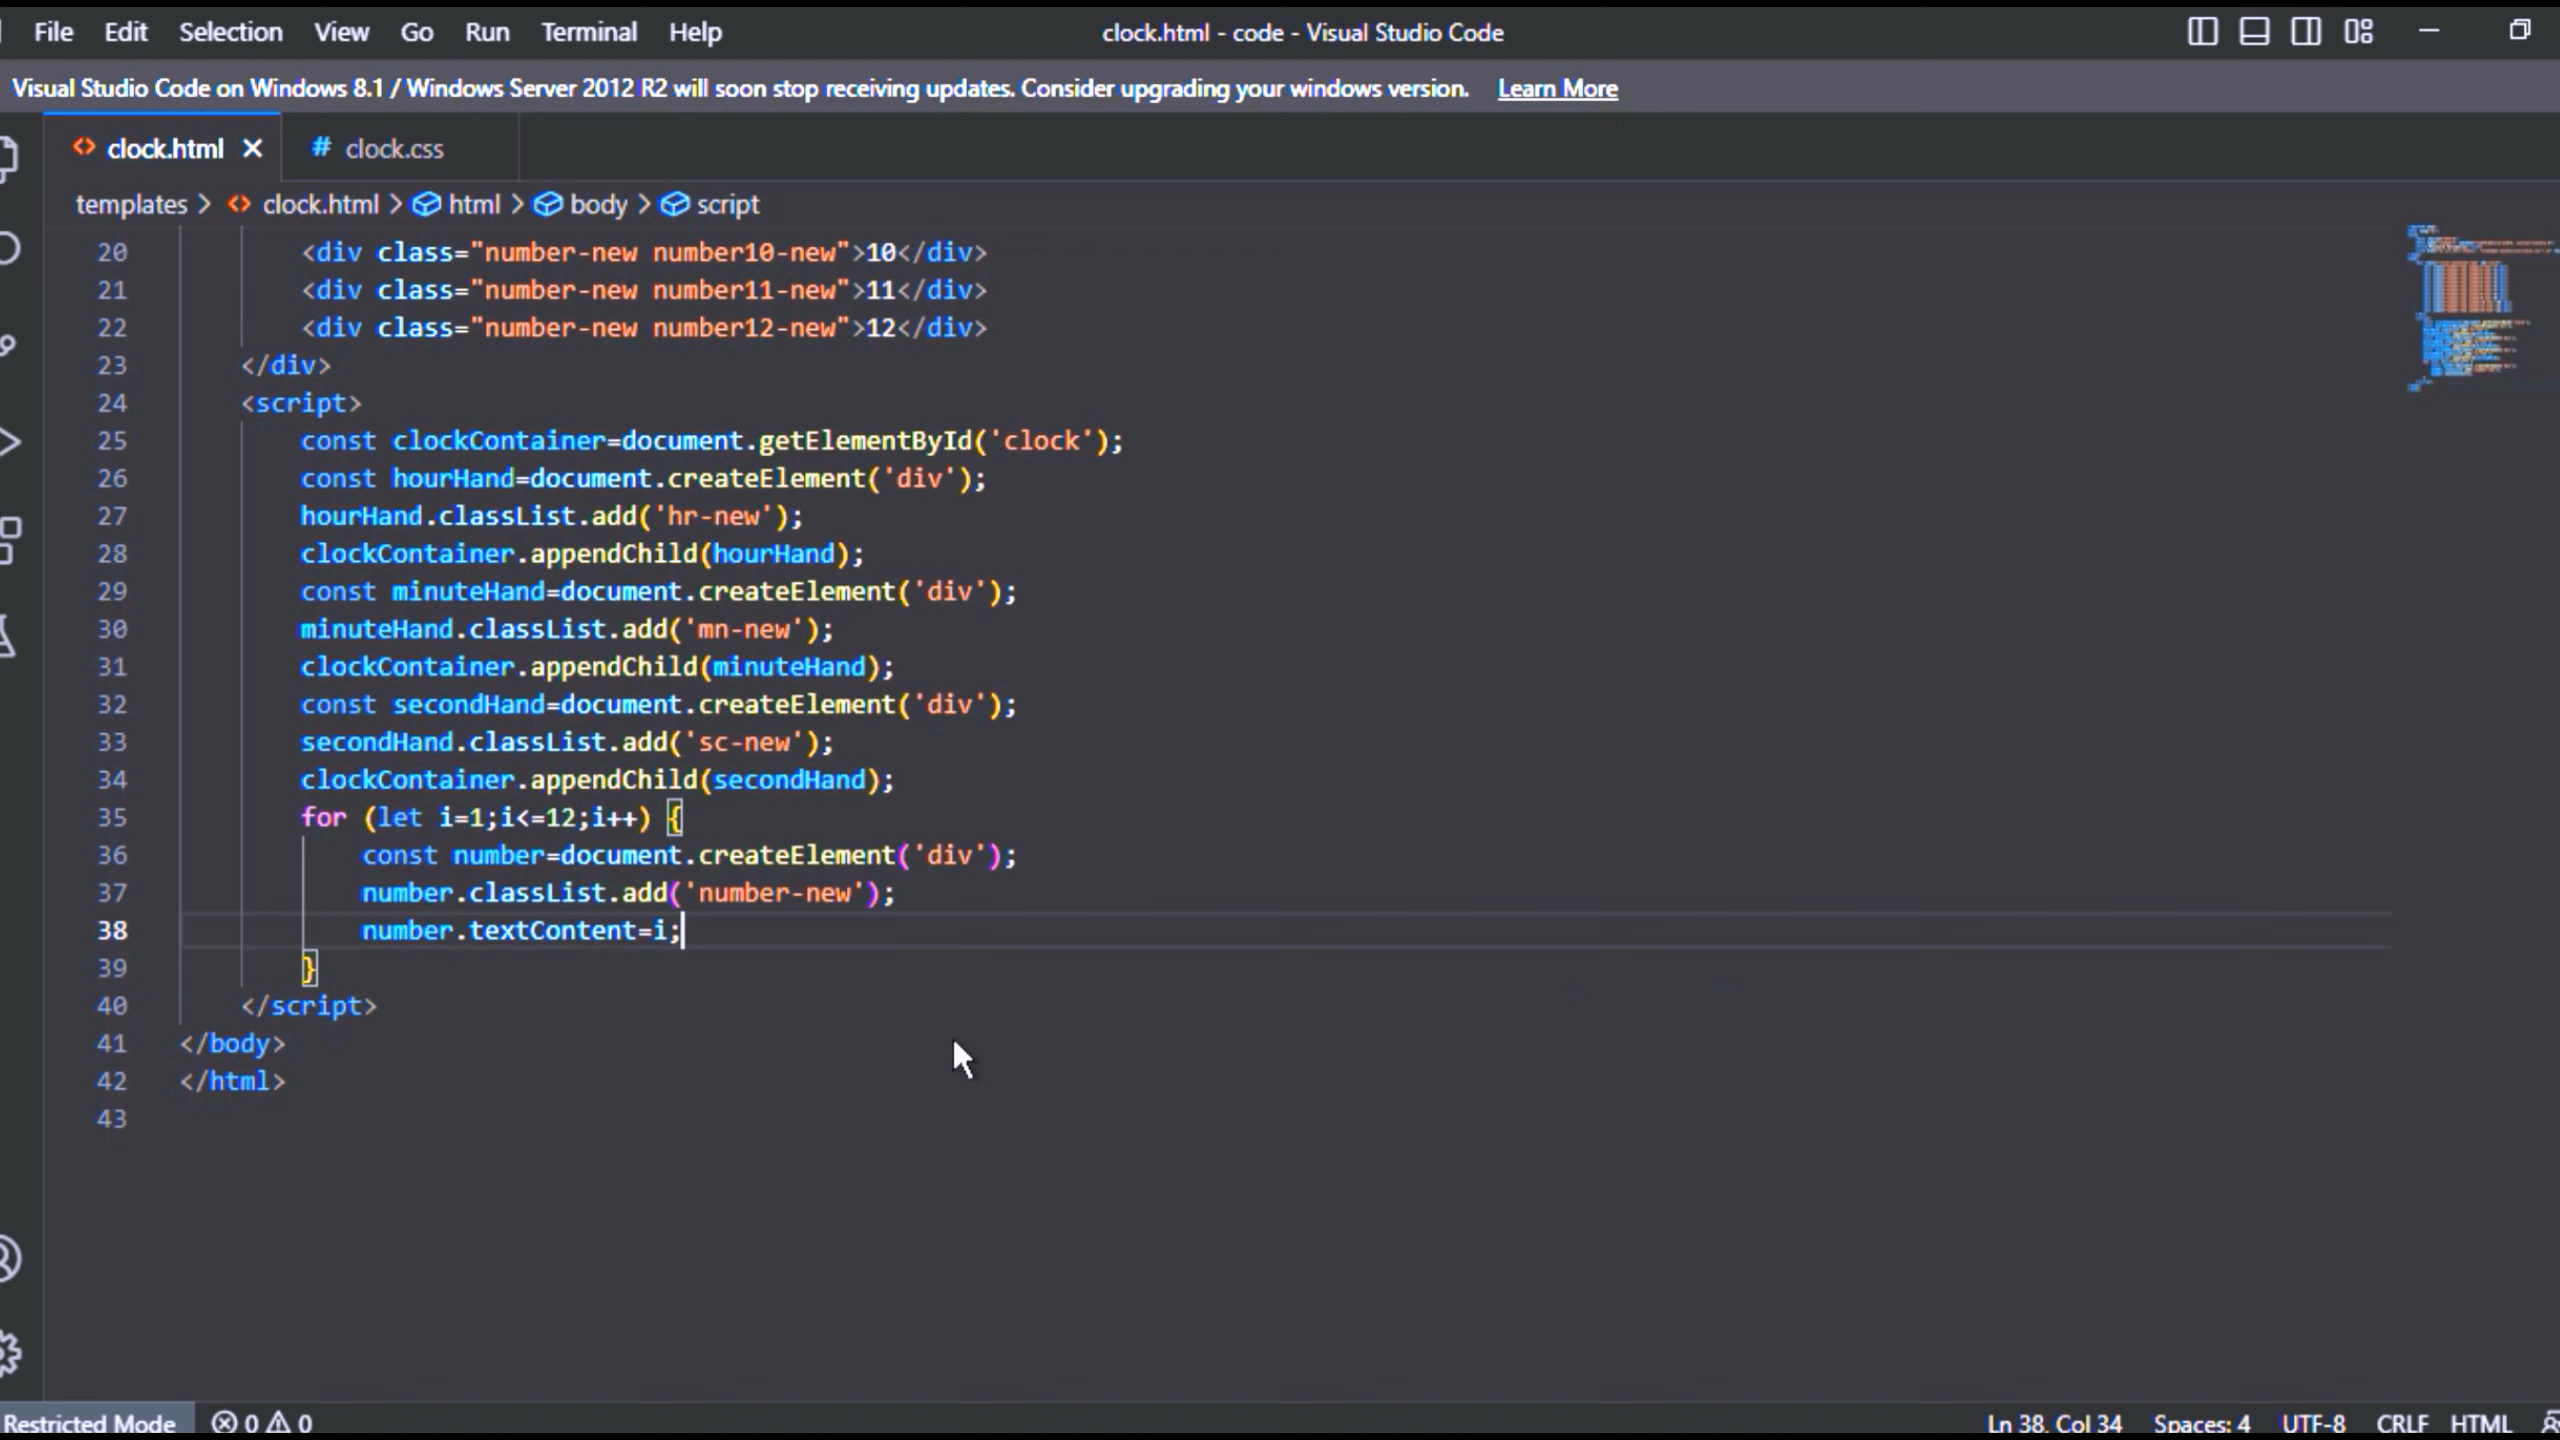 File Edit Selection View Go Run Terminal Help clock.html - code - Visual Studio Code
Visual Studio Code on Windows 8.1 / Windows Server 2012 R2 will soon stop receiving updates. Consider upgrading your windows version. Learn More
clock.html # clock.css
templates > clock.html > html > body > script
20 <div class="number-new number10-new">10</div>
21 <div class="number-new number11-new">11</div>
22 <div class="number-new number12-new">12</div>
23 </div>
24 <script>
25 const clockContainer=document.getElementById('clock');
26 const hourHand=document.createElement('div');
27 hourHand.classList.add('hr-new');
28 clockContainer.appendChild(hourHand);
29 const minuteHand=document.createElement('div');
30 minuteHand.classList.add('mn-new');
31 clockContainer.appendChild(minuteHand);
32 const secondHand=document.createElement('div');
33 secondHand.classList.add('sc-new');
34 clockContainer.appendChild(secondHand);
35 for (let i=1;i<=12;i++) {
36 const number=document.createElement('div');
37 number.classList.add('number-new');
38 number.textContent=i;
39 }
40 </script>
41 </body>
42 </html>
43
Restricted Mode 0 0 Ln 38, Col 34 Spaces: 4 UTF-8 CRLF HTML